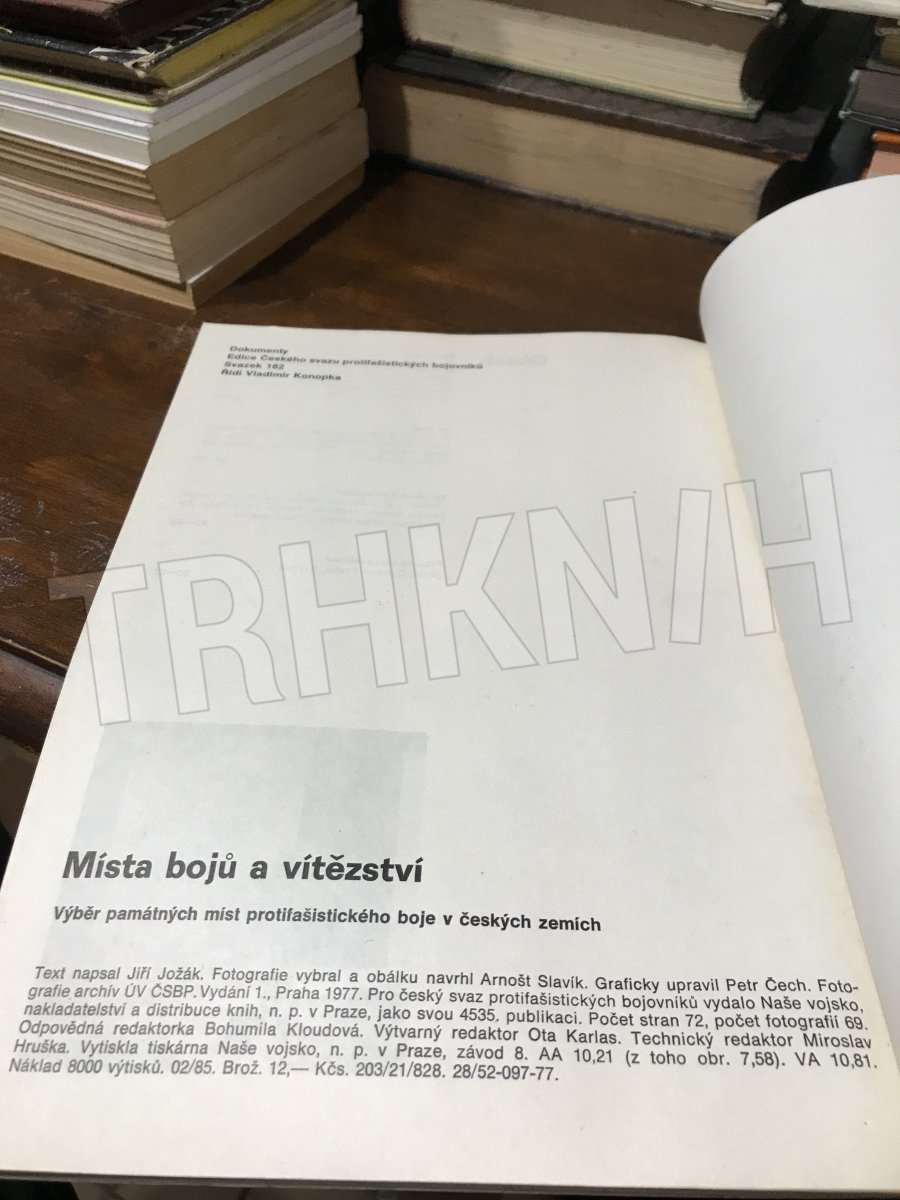 Dokumenty
Edice Českého svazu protifašistických bojovníků
Svazek 182
Řídí Vladimír Konopka
TRHKNIH
Místa bojů a vítězství
Výběr památných míst protifašistického boje v českých zemích
Text napsal Jiří Jožák. Fotografie vybral a obálku navrhl Arnošt Slavík. Graficky upravil Petr Čech. Foto-
grafie archív ÚV ČSBP. Vydání 1., Praha 1977. Pro český svaz protifašistických bojovníků vydalo Naše vojsko,
nakladatelství a distribuce knih, n. p. v Praze, jako svou 4535. publikaci. Počet stran 72, počet fotografií 69.
Odpovědná redaktorka Bohumila Kloudová. Výtvarný redaktor Ota Karlas. Technický redaktor Miroslav
Hruška. Vytiskla tiskárna Naše vojsko, n. p. v Praze, závod 8. AA 10,21 (z toho obr. 7,58). VA 10,81.
Náklad 8000 výtisků. 02/85. Brož. 12,— Kčs. 203/21/828. 28/52-097-77.